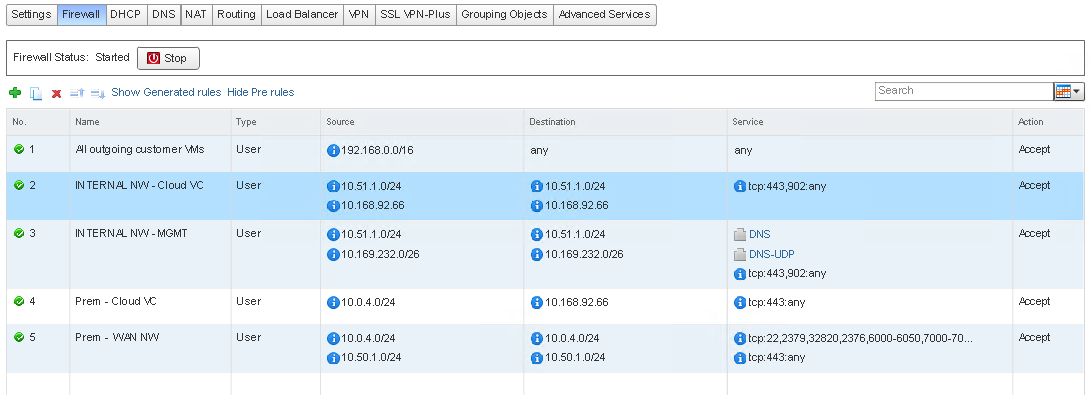 Settings Firewall DHCP DNS NAT Routing Load Balancer VPN SSL VPN-Plus Grouping Objects Advanced Services
Firewall Status: Started Stop
Show Generated rules Hide Pre rules Search
No. Name Type Source Destination Service Action
1 All outgoing customer VMs User 192.168.0.0/16 any any Accept
2 INTERNAL NW - Cloud VC User 10.51.1.0/24 10.51.1.0/24 tcp:443,902:any Accept
10.168.92.66 10.168.92.66
3 INTERNAL NW - MGMT User 10.51.1.0/24 10.51.1.0/24 DNS Accept
10.169.232.0/26 10.169.232.0/26 DNS-UDP
tcp:443,902:any
4 Prem - Cloud VC User 10.0.4.0/24 10.168.92.66 tcp:443:any Accept
5 Prem - WAN NW User 10.0.4.0/24 10.0.4.0/24 tcp:22,2379,32820,2376,6000-6050,7000-70... Accept
10.50.1.0/24 10.50.1.0/24 tcp:443:any